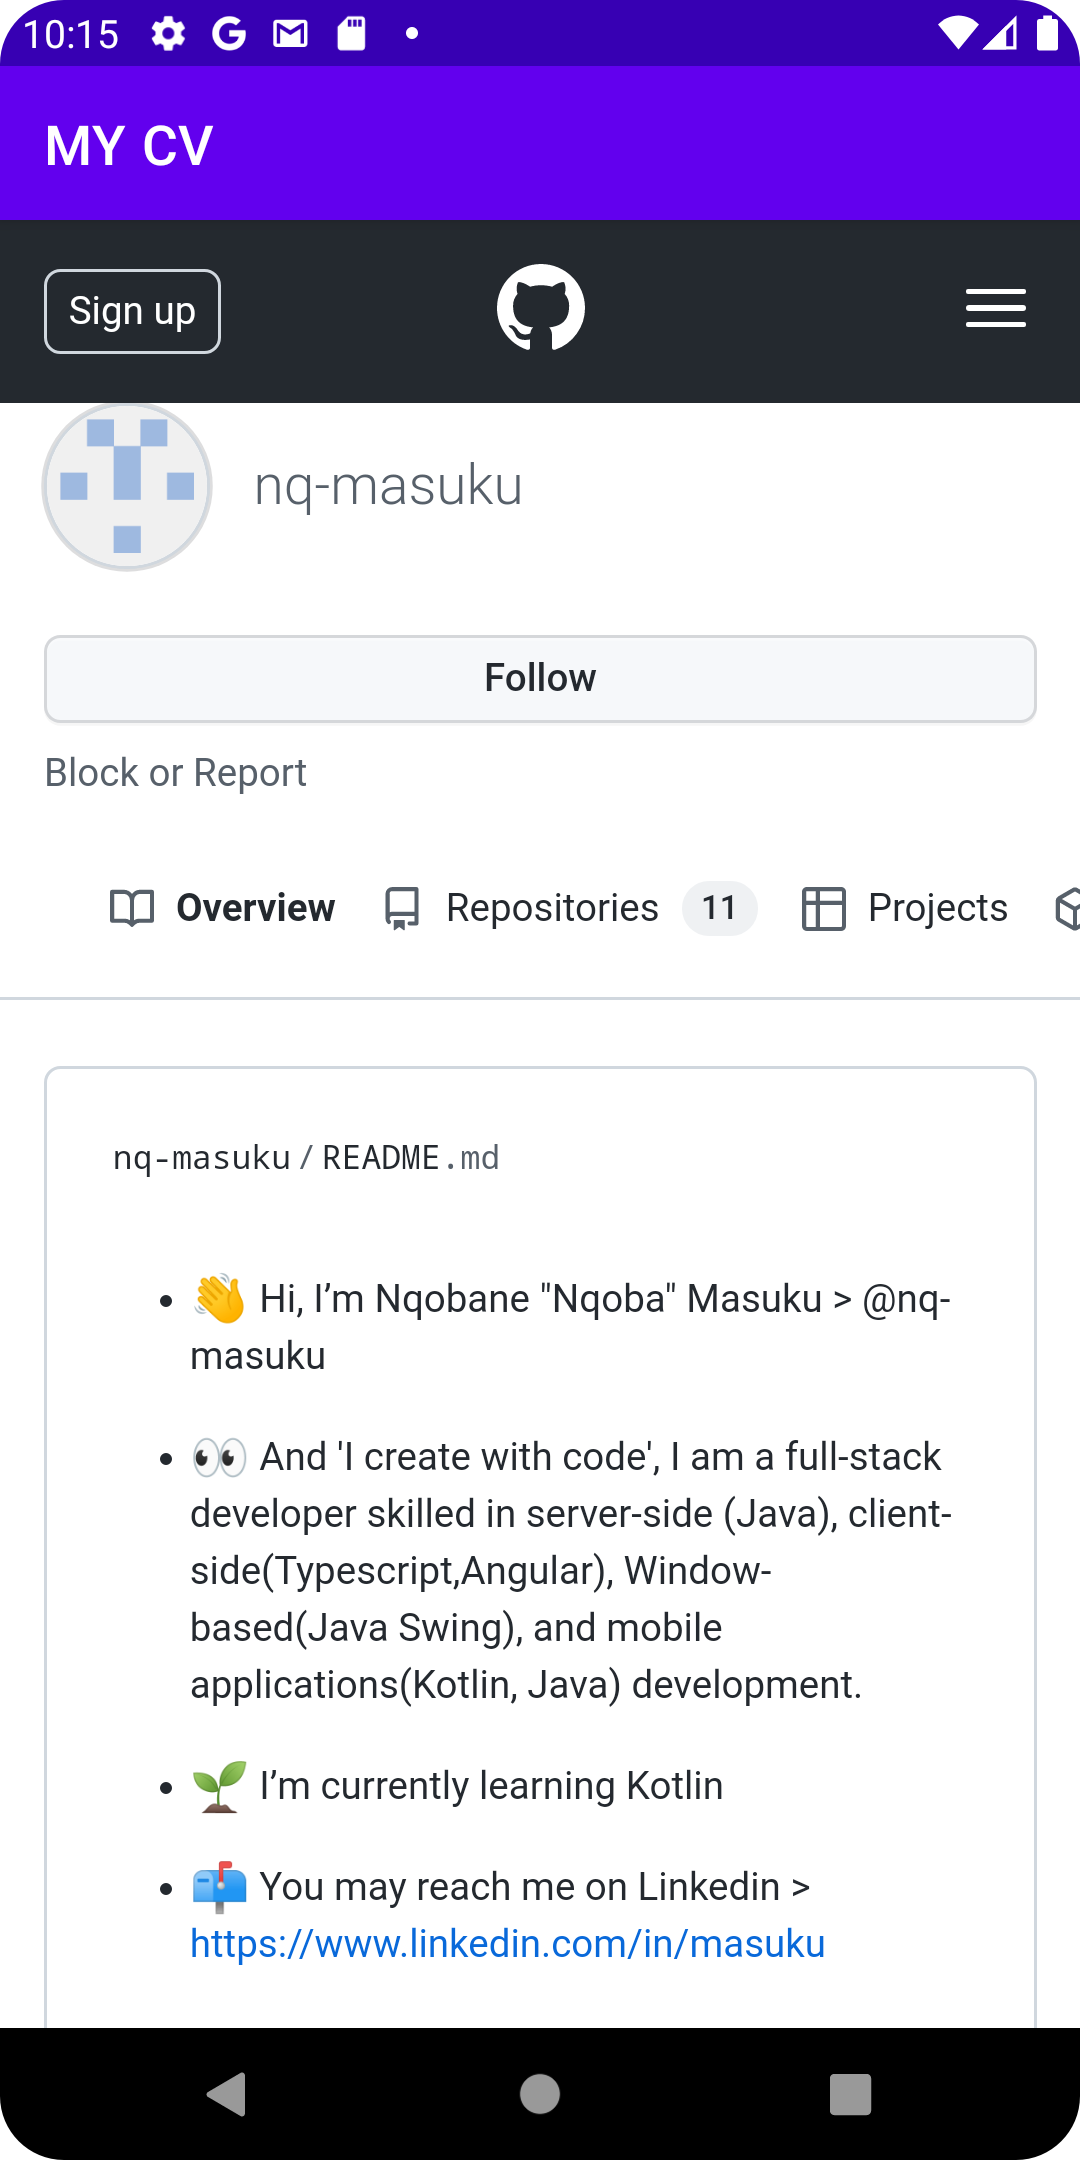 10:15
MY CV
Sign up
nq-masuku
Follow
Block or Report
Overview Repositories 11 Projects
nq-masuku/README.md
👋 Hi, I’m Nqobane "Nqoba" Masuku > @nq-
masuku
👀 And 'I create with code', I am a full-stack
developer skilled in server-side (Java), client-
side(Typescript,Angular), Window-
based(Java Swing), and mobile
applications(Kotlin, Java) development.
🌱 I’m currently learning Kotlin
📫 You may reach me on Linkedin >
https://www.linkedin.com/in/masuku